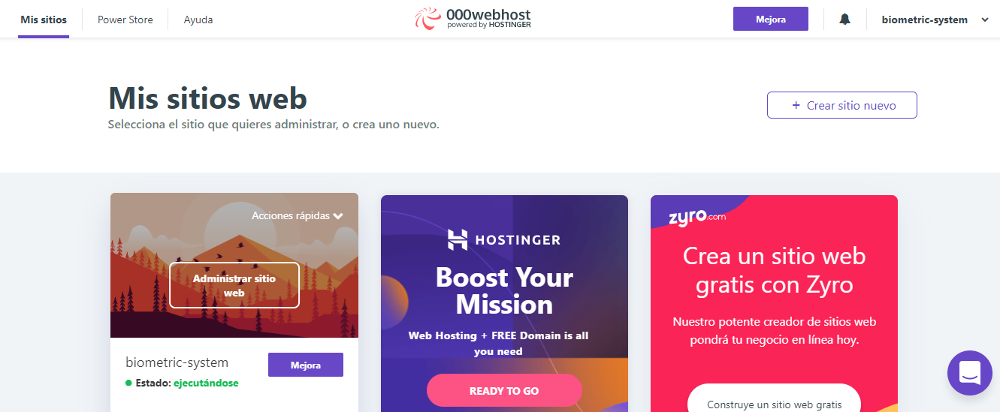 Mis sitios
Power Store
Ayuda
000webhost
powered by HOSTINGER
Mejora
biometric-system
Mis sitios web
Selecciona el sitio que quieres administrar, o crea uno nuevo.
+ Crear sitio nuevo
Acciones rápidas
Administrar sitio
web
biometric-system
Mejora
Estado: ejecutándose
HOSTINGER
Boost Your
Mission
Web Hosting + FREE Domain is all
you need
READY TO GO
zyro.com
Crea un sitio web
gratis con Zyro
Nuestro potente creador de sitios web
pondrá tu negocio en línea hoy.
Construye un sitio web gratis